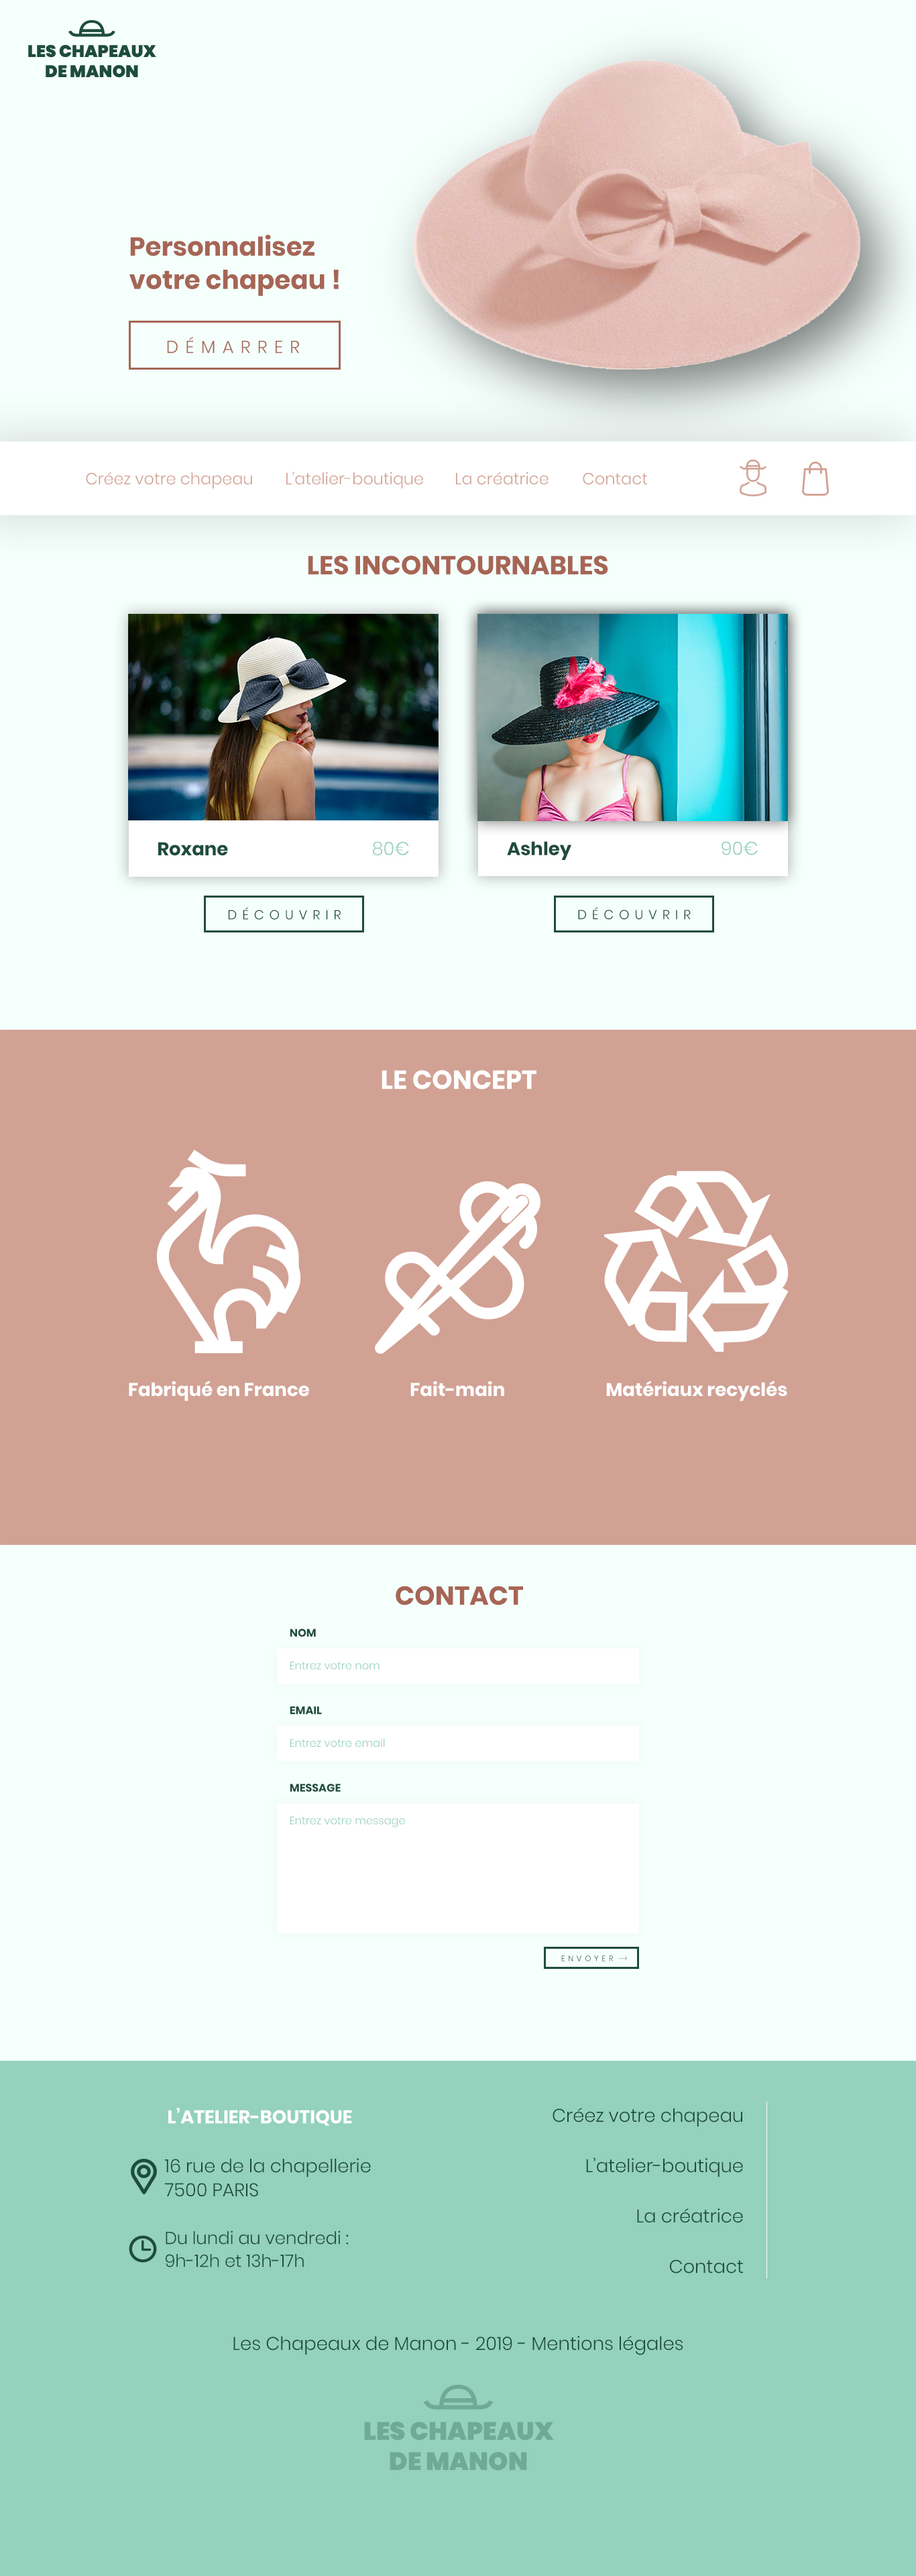 LES CHAPEAUX
DE MANON
Personnalisez
votre chapeau !
DÉMARRER
Créez votre chapeau
L'atelier-boutique
La créatrice
Contact
LES INCONTOURNABLES
Roxane
80€
Ashley
90€
DÉCOUVRIR
DÉCOUVRIR
LE CONCEPT
Fabriqué en France
Fait-main
Matériaux recyclés
CONTACT
NOM
Entrez votre nom
EMAIL
Entrez votre email
MESSAGE
Entrez votre message
ENVOYER →
L'ATELIER-BOUTIQUE
16 rue de la chapellerie
7500 PARIS
Du lundi au vendredi :
9h-12h et 13h-17h
Créez votre chapeau
L'atelier-boutique
La créatrice
Contact
Les Chapeaux de Manon - 2019 - Mentions légales
LES CHAPEAUX
DE MANON